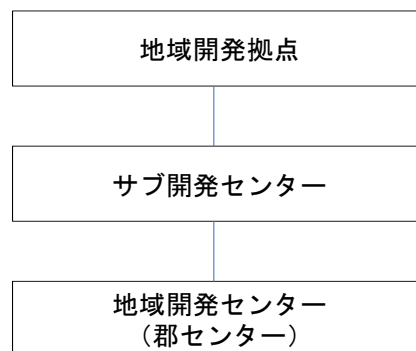 地域開発拠点
サブ開発センター
地域開発センター
（郡センター）